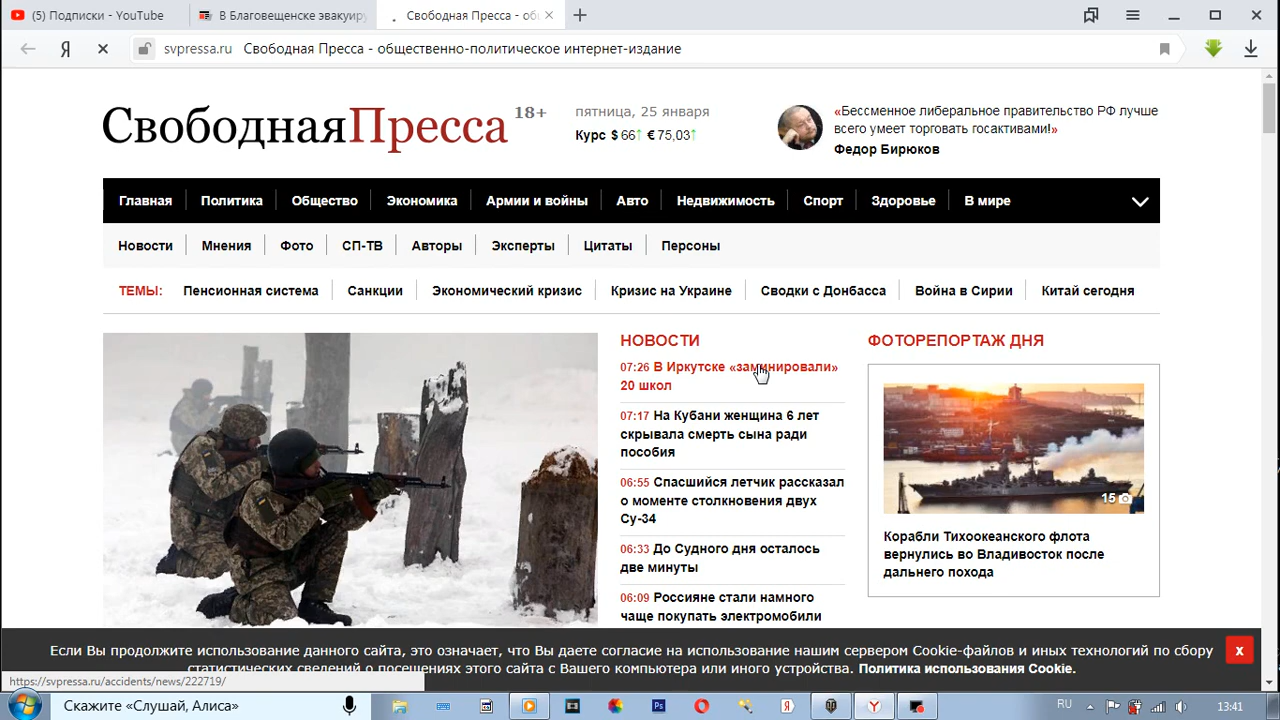 (5) Подписки - YouTube
В Благовещенске эвакуиру
Свободная Пресса - об
svpressa.ru Свободная Пресса - общественно-политическое интернет-издание
СвободнаяПресса 18+
пятница, 25 января
Курс $ 66↑ € 75,03↑
«Бессменное либеральное правительство РФ лучше
всего умеет торговать госактивами!»
Федор Бирюков
Главная Политика Общество Экономика Армии и войны Авто Недвижимость Спорт Здоровье В мире
Новости Мнения Фото СП-ТВ Авторы Эксперты Цитаты Персоны
ТЕМЫ: Пенсионная система Санкции Экономический кризис Кризис на Украине Сводки с Донбасса Война в Сирии Китай сегодня
НОВОСТИ
07:26 В Иркутске «заминировали»
20 школ
07:17 На Кубани женщина 6 лет
скрывала смерть сына ради
пособия
06:55 Спасшийся летчик рассказал
о моменте столкновения двух
Су-34
06:33 До Судного дня осталось
две минуты
06:09 Россияне стали намного
чаще покупать электромобили
ФОТОРЕПОРТАЖ ДНЯ
15
Корабли Тихоокеанского флота
вернулись во Владивосток после
дальнего похода
Если Вы продолжите использование данного сайта, это означает, что Вы даете согласие на использование нашим сервером Cookie-файлов и иных технологий по сбору
статистических сведений о посещениях этого сайта с Вашего компьютера или иного устройства. Политика использования Cookie.
x
https://svpressa.ru/accidents/news/222719/
Скажите «Слушай, Алиса»
Ps
Я
RU
13:41